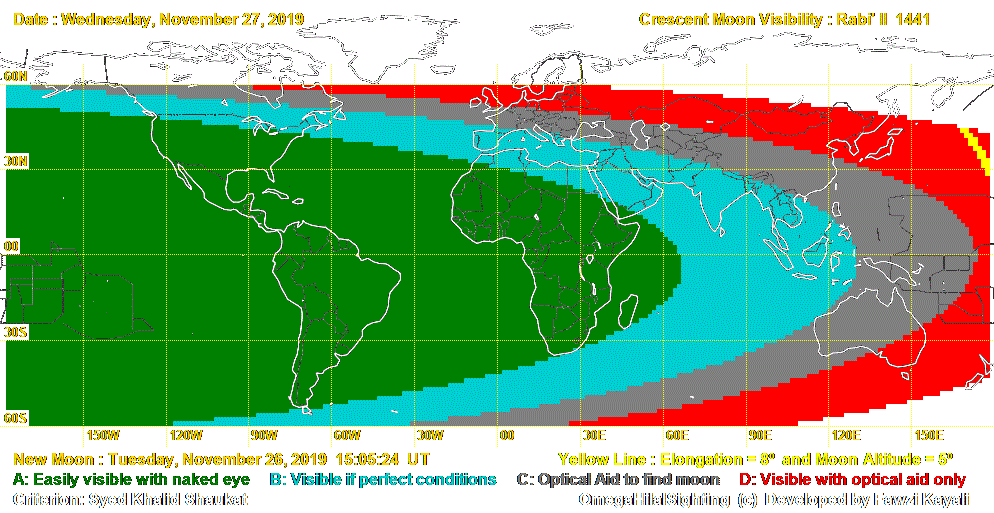 Date : Wednesday, November 27, 2019 Crescent Moon Visibility : Rabi' II 1441
60N
30N
00
30S
60S
150W 120W 90W 60W 30W 00 30E 60E 90E 120E 150E
New Moon : Tuesday, November 26, 2019 15:05:24 UT Yellow Line : Elongation = 8º and Moon Altitude = 5º
A: Easily visible with naked eye B: Visible if perfect conditions C: Optical Aid to find moon D: Visible with optical aid only
Criterion: Syed Khalid Shaukat OmegaHilalSighting (c) Developed by Fawzi Kayali